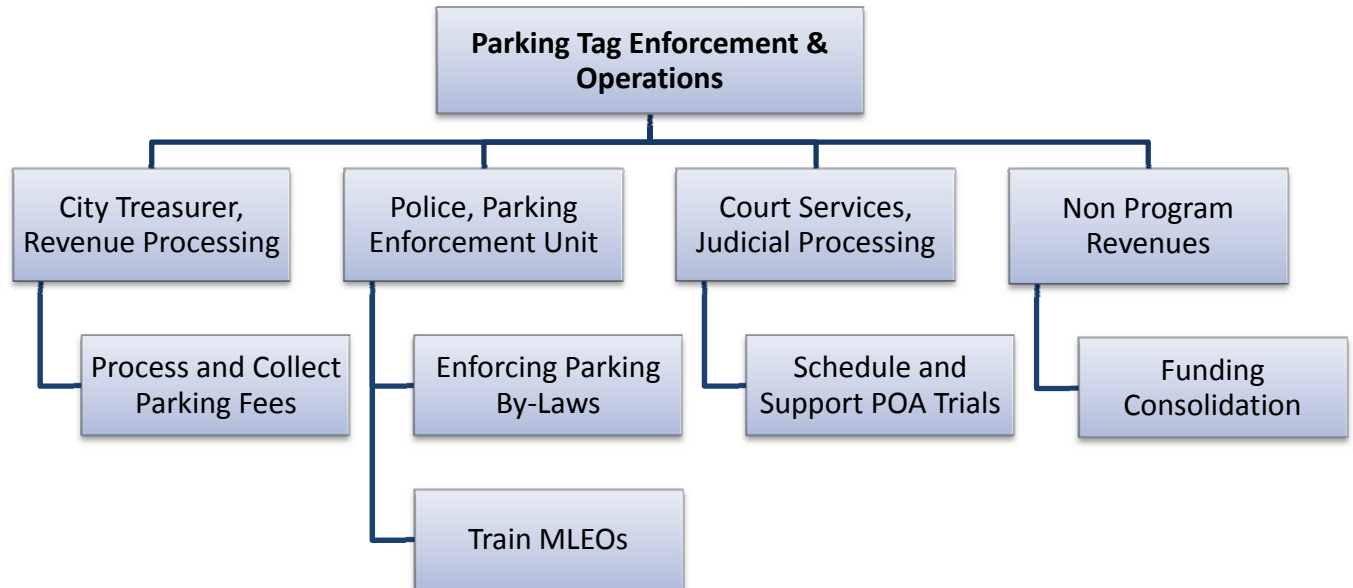 Parking Tag Enforcement &
Operations
City Treasurer,
Revenue Processing
Police, Parking
Enforcement Unit
Court Services,
Judicial Processing
Non Program
Revenues
Process and Collect
Parking Fees
Enforcing Parking
By-Laws
Schedule and
Support POA Trials
Funding
Consolidation
Train MLEOs